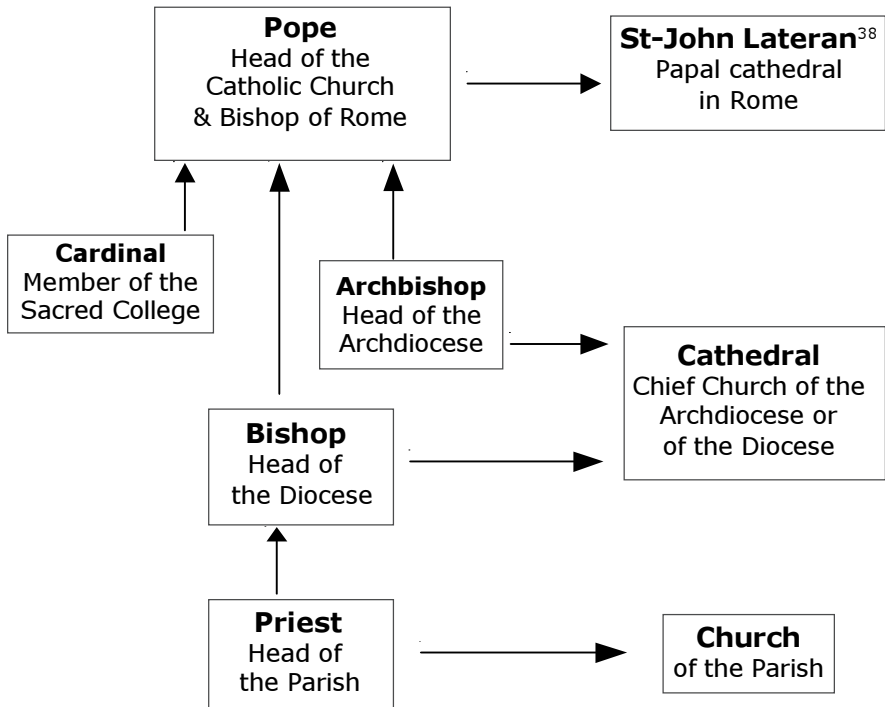 Pope
Head of the
Catholic Church
& Bishop of Rome
St-John Lateran38
Papal cathedral
in Rome
Cardinal
Member of the
Sacred College
Archbishop
Head of the
Archdiocese
Cathedral
Chief Church of the
Archdiocese or
of the Diocese
Bishop
Head of
the Diocese
Priest
Head of
the Parish
Church
of the Parish